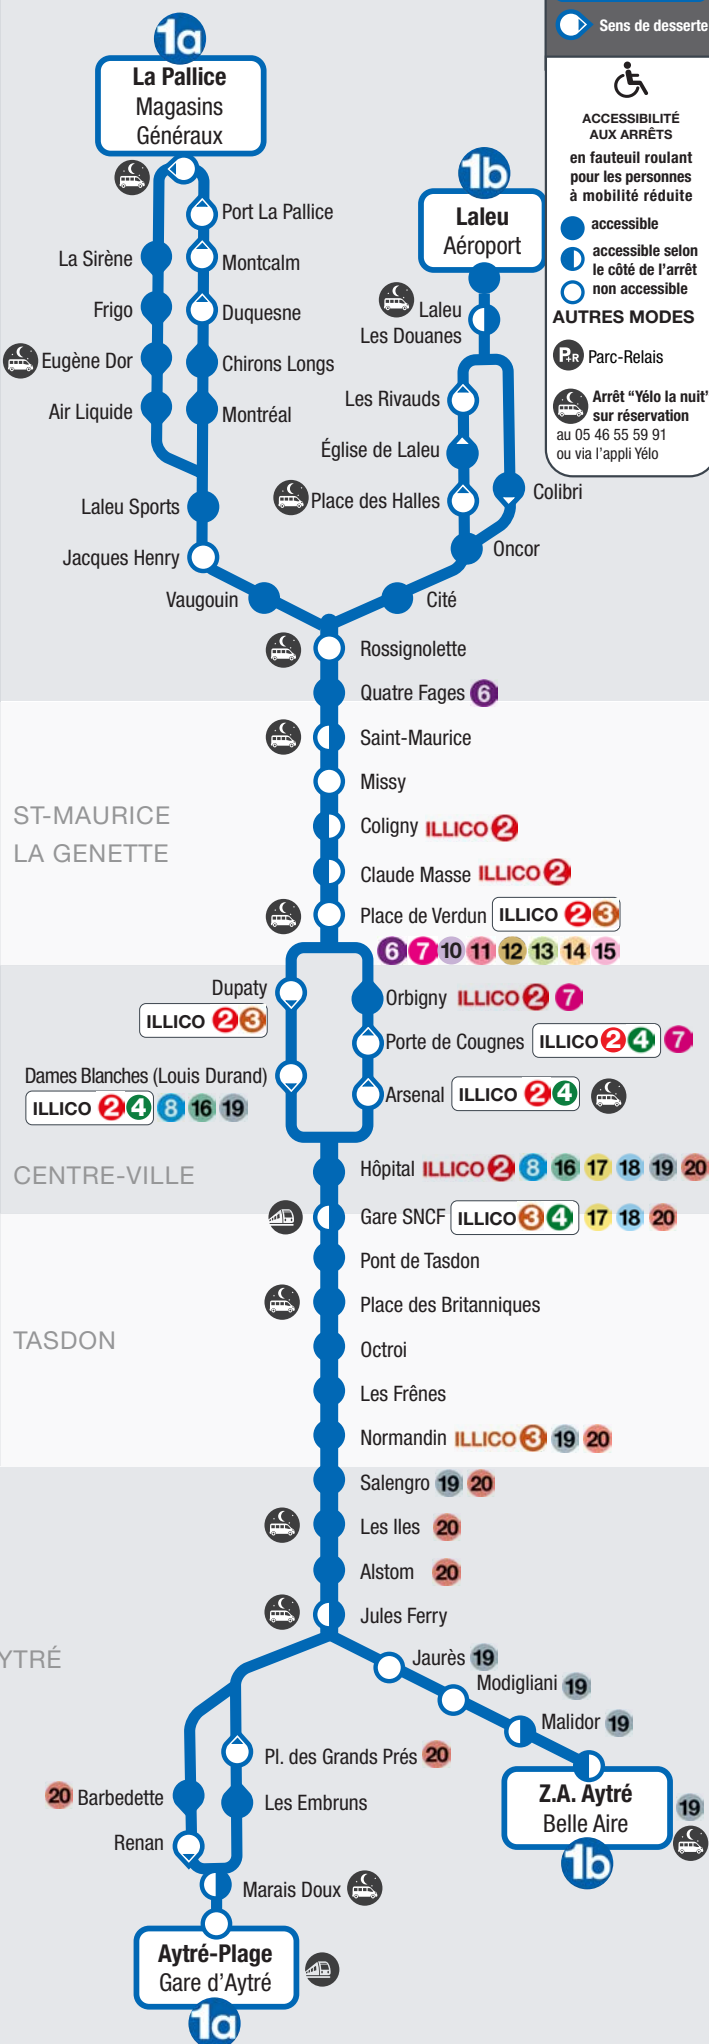 Sens de desserte
ACCESSIBILITÉ
AUX ARRÊTS
en fauteuil roulant
pour les personnes
à mobilité réduite
accessible
accessible selon
le côté de l'arrêt
non accessible
AUTRES MODES
P+R Parc-Relais
Arrêt “Yélo la nuit”
sur réservation
au 05 46 55 59 91
ou via l'appli Yélo
1a
La Pallice
Magasins
Généraux
Port La Pallice
La Sirène
Montcalm
Frigo
Duquesne
Eugène Dor
Chirons Longs
Air Liquide
Montréal
Laleu Sports
Jacques Henry
Vaugouin
1b
Laleu
Aéroport
Laleu
Les Douanes
Les Rivauds
Église de Laleu
Place des Halles
Colibri
Oncor
Cité
Rossignolette
Quatre Fages 6
Saint-Maurice
Missy
ST-MAURICE
LA GENETTE
Coligny ILLICO 2
Claude Masse ILLICO 2
Place de Verdun ILLICO 2 3
6 7 10 11 12 13 14 15
Dupaty
ILLICO 2 3
Orbigny ILLICO 2 7
Porte de Cougnes ILLICO 2 4 7
Dames Blanches (Louis Durand)
ILLICO 2 4 8 16 19
Arsenal ILLICO 2 4
CENTRE-VILLE
Hôpital ILLICO 2 8 16 17 18 19 20
Gare SNCF ILLICO 3 4 17 18 20
Pont de Tasdon
Place des Britanniques
TASDON
Octroi
Les Frênes
Normandin ILLICO 3 19 20
Salengro 19 20
Les Iles 20
Alstom 20
Jules Ferry
YTRÉ
Jaurès 19
Modigliani 19
Malidor 19
Z.A. Aytré
Belle Aire
19
1b
Pl. des Grands Prés 20
20 Barbedette
Les Embruns
Renan
Marais Doux
Aytré-Plage
Gare d'Aytré
1a